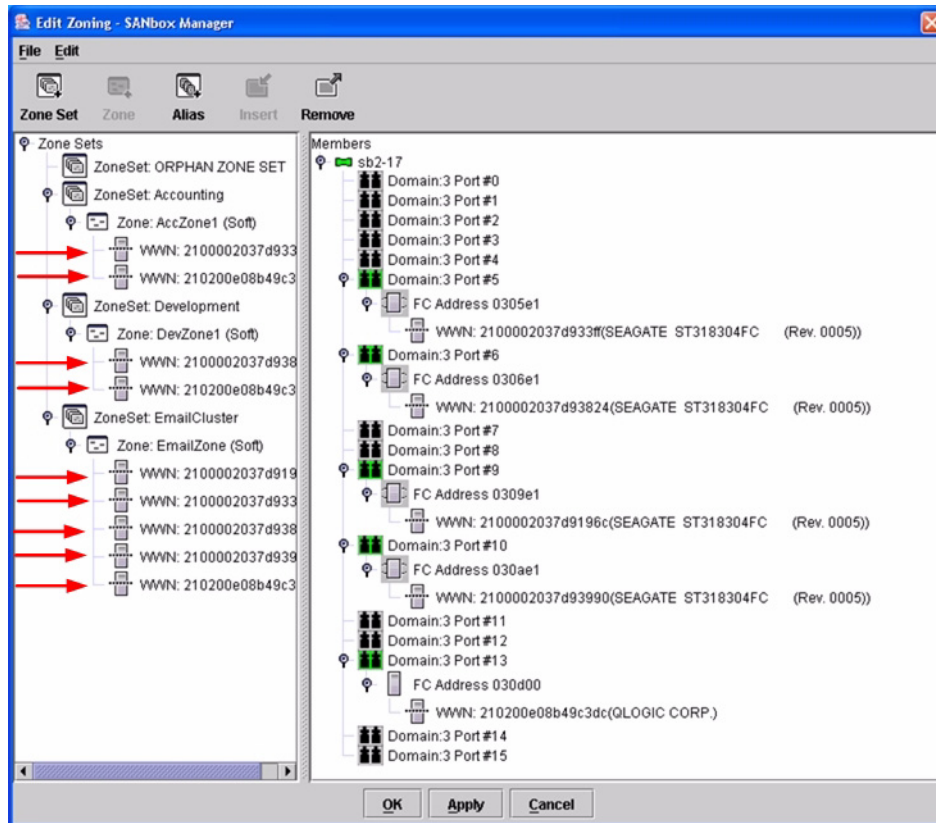 Edit Zoning - SANbox Manager
File Edit
Zone Set Zone Alias Insert Remove
Zone Sets
ZoneSet: ORPHAN ZONE SET
ZoneSet: Accounting
Zone: AccZone1 (Soft)
WWN: 2100002037d933
WWN: 210200e08b49c3
ZoneSet: Development
Zone: DevZone1 (Soft)
WWN: 2100002037d938
WWN: 210200e08b49c3
ZoneSet: EmailCluster
Zone: EmailZone (Soft)
WWN: 2100002037d919
WWN: 2100002037d933
WWN: 2100002037d938
WWN: 2100002037d939
WWN: 210200e08b49c3
Members
sb2-17
Domain:3 Port#0
Domain:3 Port#1
Domain:3 Port#2
Domain:3 Port#3
Domain:3 Port#4
Domain:3 Port#5
FC Address 0305e1
WWN: 2100002037d933ff(SEAGATE ST318304FC (Rev. 0005))
Domain:3 Port#6
FC Address 0306e1
WWN: 2100002037d93824(SEAGATE ST318304FC (Rev. 0005))
Domain:3 Port#7
Domain:3 Port#8
Domain:3 Port#9
FC Address 0309e1
WWN: 2100002037d9196c(SEAGATE ST318304FC (Rev. 0005))
Domain:3 Port#10
FC Address 030ae1
WWN: 2100002037d93990(SEAGATE ST318304FC (Rev. 0005))
Domain:3 Port#11
Domain:3 Port#12
Domain:3 Port#13
FC Address 030d00
WWN: 210200e08b49c3dc(QLOGIC CORP.)
Domain:3 Port#14
Domain:3 Port#15
OK Apply Cancel